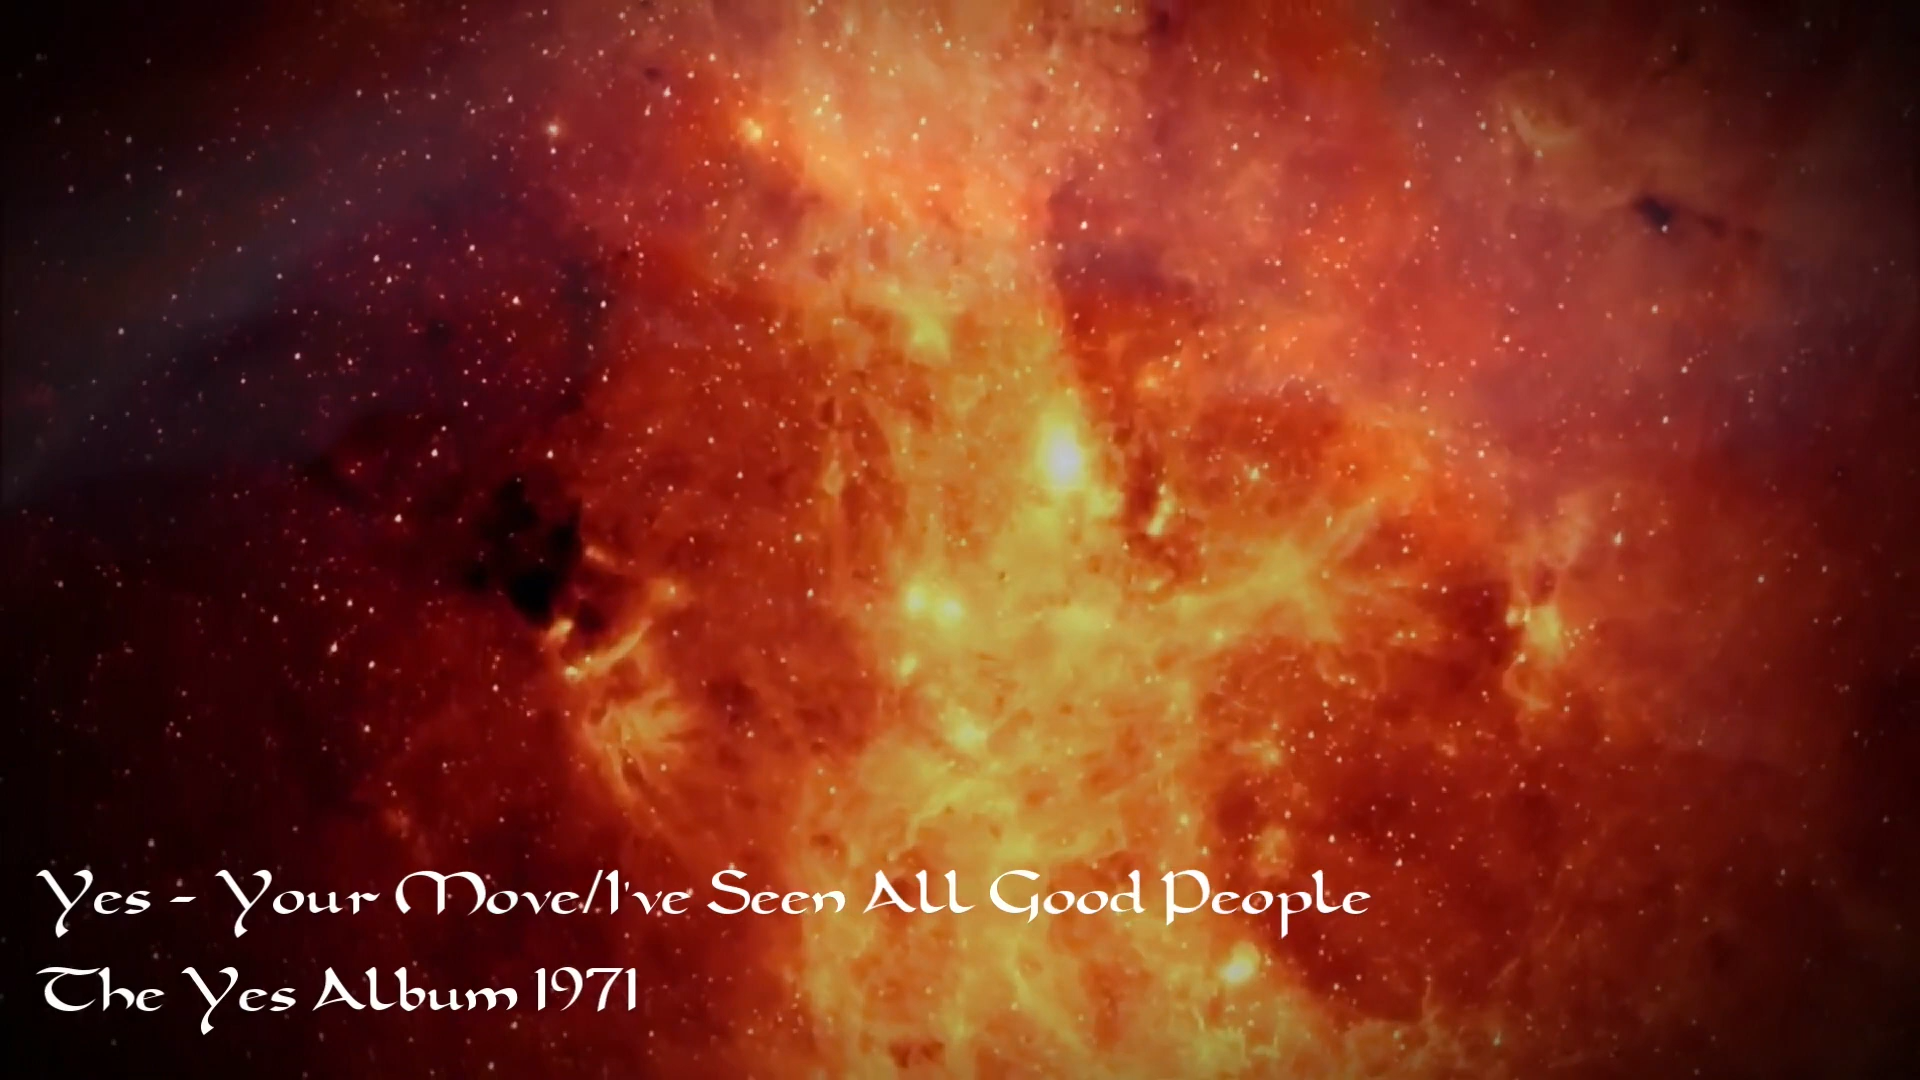 Yes - Your Move/I've Seen All Good People
The Yes Album 1971